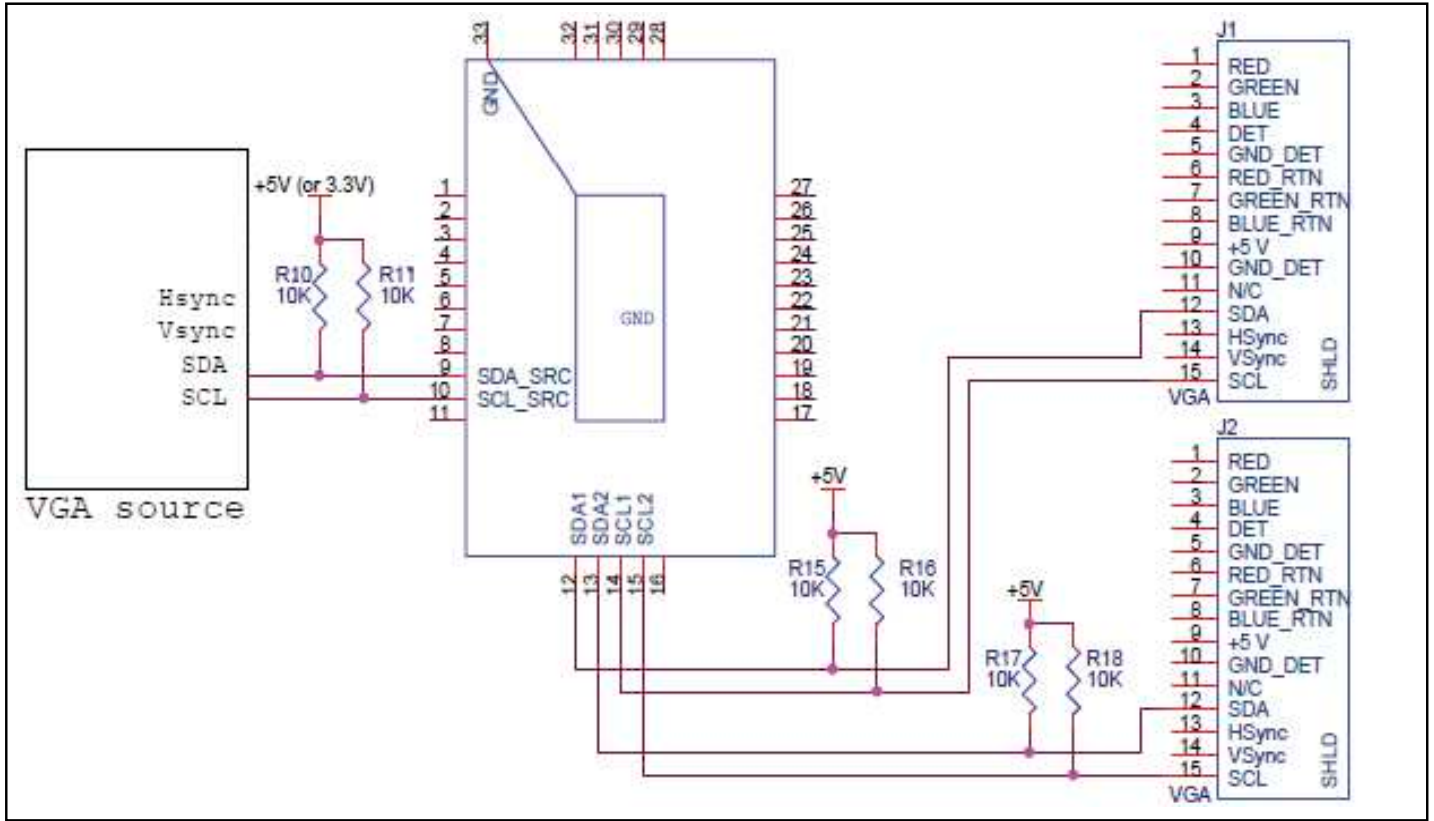 33
32
31
30
29
28
GND
1
2
3
4
5
6
7
8
9
10
11
SDA_SRC
SCL_SRC
GND
27
26
25
24
23
22
21
20
19
18
17
SDA1
SDA2
SCL1
SCL2
12
13
14
15
16
+5V (or 3.3V)
R10
10K
R11
10K
Hsync
Vsync
SDA
SCL
VGA source
+5V
R15
10K
R16
10K
+5V
R17
10K
R18
10K
J1
1 RED
2 GREEN
3 BLUE
4 DET
5 GND_DET
6 RED_RTN
7 GREEN_RTN
8 BLUE_RTN
9 +5 V
10 GND_DET
11 N/C
12 SDA
13 HSync
14 VSync
15 SCL
SHLD
VGA
J2
1 RED
2 GREEN
3 BLUE
4 DET
5 GND_DET
6 RED_RTN
7 GREEN_RTN
8 BLUE_RTN
9 +5 V
10 GND_DET
11 N/C
12 SDA
13 HSync
14 VSync
15 SCL
SHLD
VGA